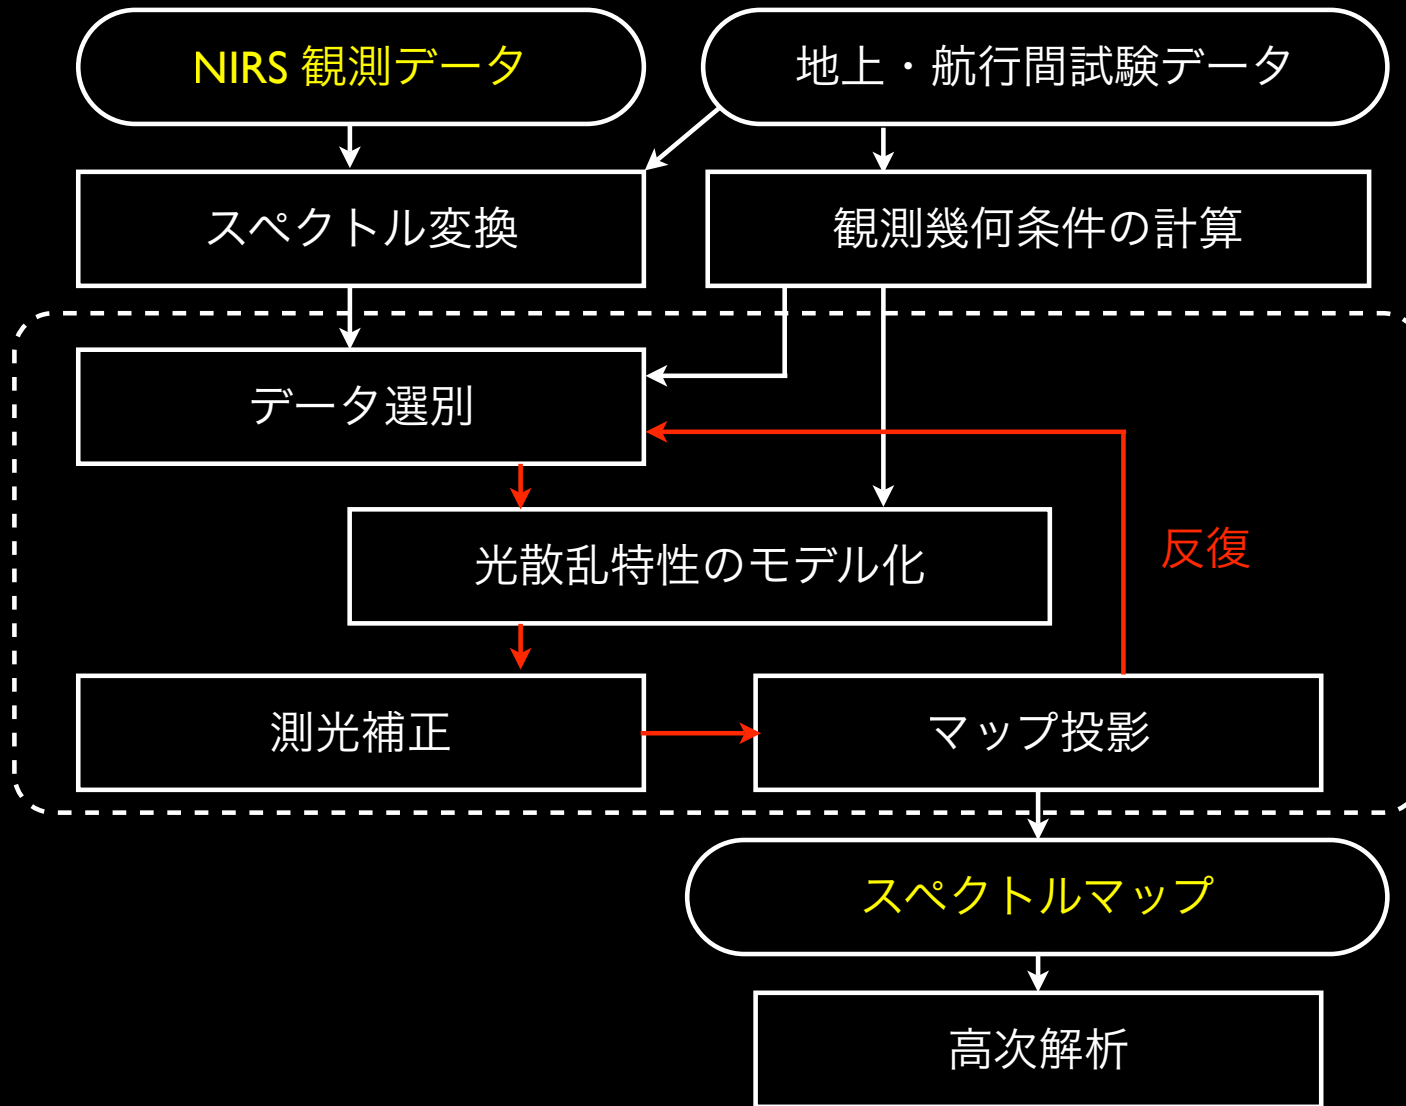 NIRS 観測データ
地上・航行間試験データ
スペクトル変換
観測幾何条件の計算
データ選別
光散乱特性のモデル化
反復
測光補正
マップ投影
スペクトルマップ
高次解析